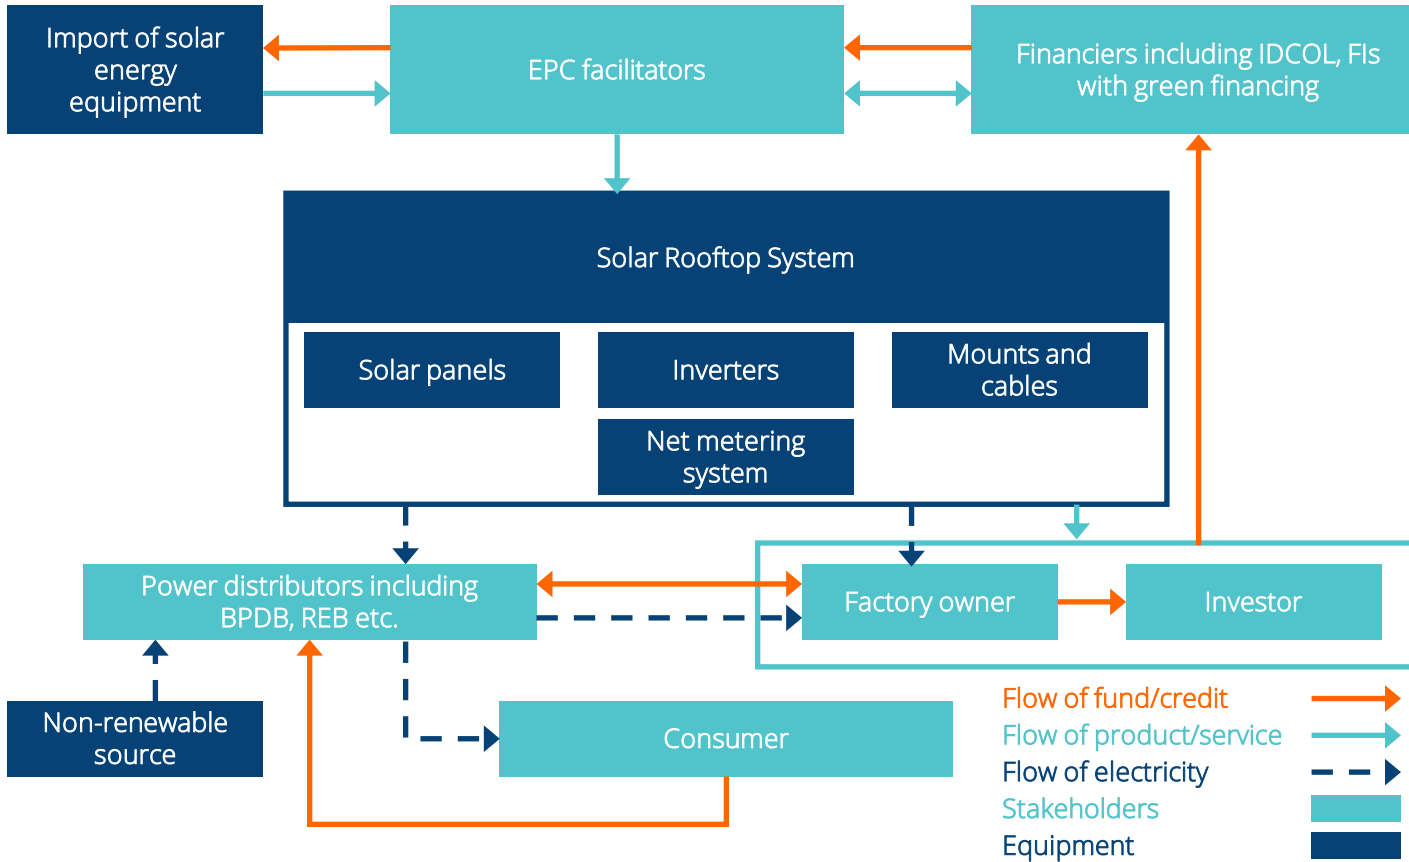 Import of solar
energy
equipment
EPC facilitators
Financiers including IDCOL, FIs
with green financing
Solar Rooftop System
Solar panels
Inverters
Mounts and
cables
Net metering
system
Power distributors including
BPDB, REB etc.
Factory owner
Investor
Non-renewable
source
Consumer
Flow of fund/credit
Flow of product/service
Flow of electricity
Stakeholders
Equipment